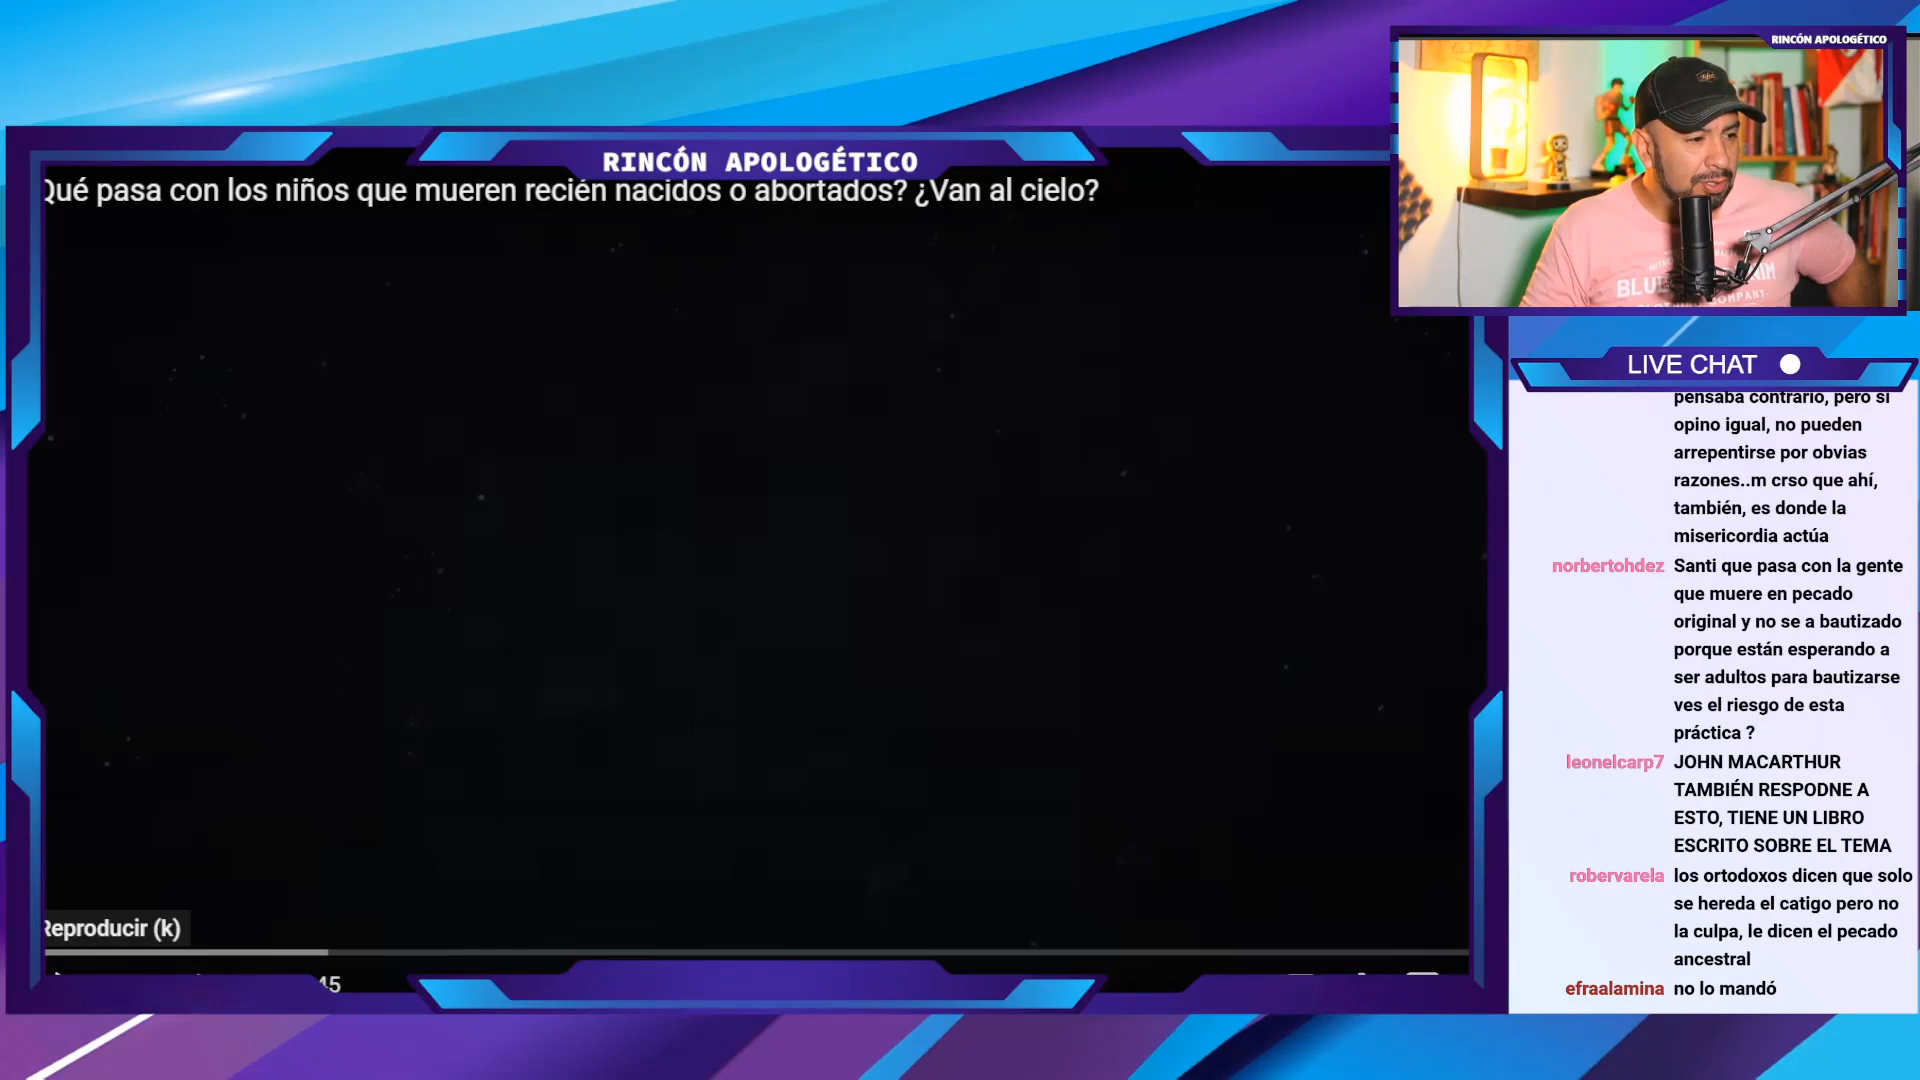 RINCÓN APOLOGÉTICO
RINCÓN APOLOGÉTICO
Qué pasa con los niños que mueren recién nacidos o abortados? ¿Van al cielo?
LIVE CHAT
pensaba contrario, pero si
opino igual, no pueden
arrepentirse por obvias
razones..m crso que ahí,
también, es donde la
misericordia actúa
norbertohdez Santi que pasa con la gente
que muere en pecado
original y no se a bautizado
porque están esperando a
ser adultos para bautizarse
ves el riesgo de esta
práctica ?
leonelcarp7 JOHN MACARTHUR
TAMBIÉN RESPODNE A
ESTO, TIENE UN LIBRO
ESCRITO SOBRE EL TEMA
robervarela los ortodoxos dicen que solo
se hereda el catigo pero no
la culpa, le dicen el pecado
ancestral
efraalamina no lo mandó
Reproducir (k)
45